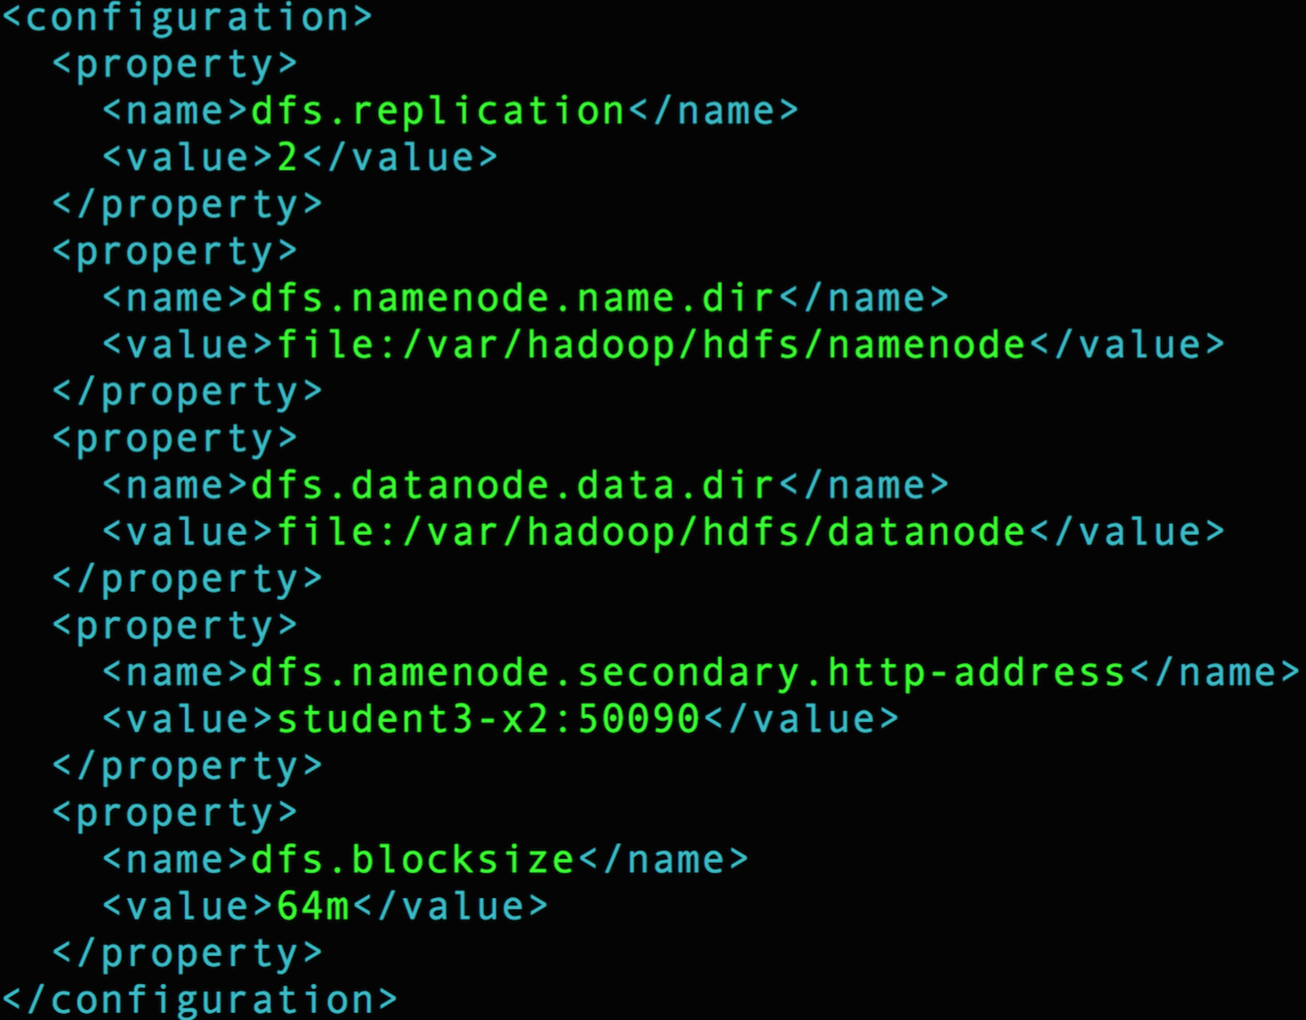 <configuration>
  <property>
    <name>dfs.replication</name>
    <value>2</value>
  </property>
  <property>
    <name>dfs.namenode.name.dir</name>
    <value>file:/var/hadoop/hdfs/namenode</value>
  </property>
  <property>
    <name>dfs.datanode.data.dir</name>
    <value>file:/var/hadoop/hdfs/datanode</value>
  </property>
  <property>
    <name>dfs.namenode.secondary.http-address</name>
    <value>student3-x2:50090</value>
  </property>
  <property>
    <name>dfs.blocksize</name>
    <value>64m</value>
  </property>
</configuration>